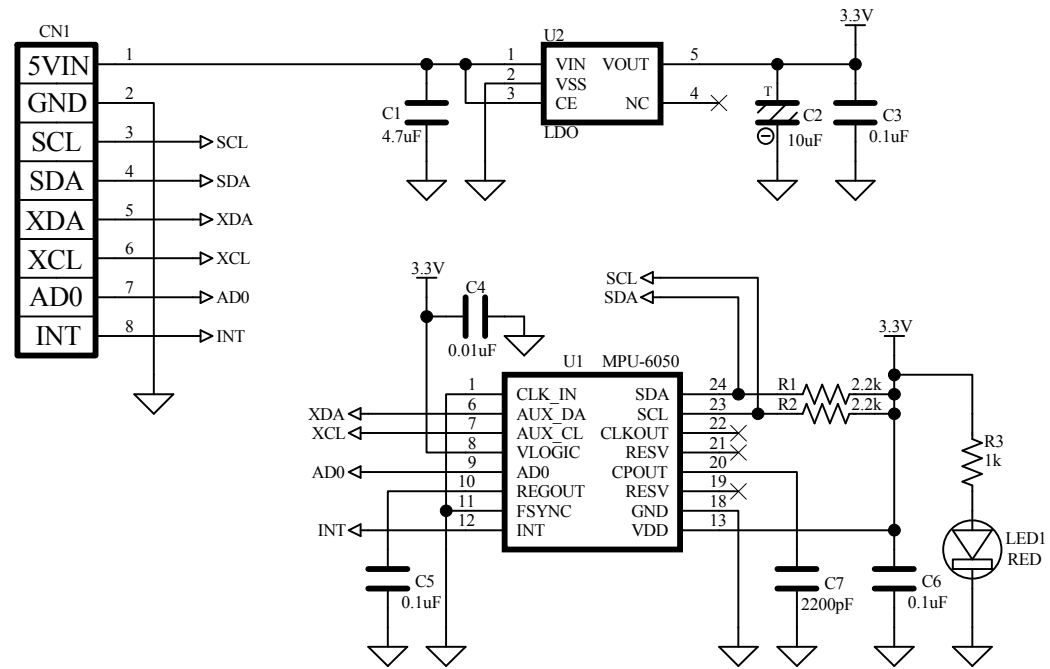 CN1
5VIN 1
GND 2
SCL 3 SCL
SDA 4 SDA
XDA 5 XDA
XCL 6 XCL
AD0 7 AD0
INT 8 INT
U2
1 VIN VOUT 5
2 VSS
3 CE NC 4
LDO
C1
4.7uF
3.3V
T
C2
10uF
C3
0.1uF
3.3V
C4
0.01uF
SCL
SDA
3.3V
U1 MPU-6050
1 CLK_IN SDA 24 R1 2.2k
XDA 6 AUX_DA SCL 23 R2 2.2k
XCL 7 AUX_CL CLKOUT 22
8 VLOGIC RESV 21
AD0 9 AD0 CPOUT 20
10 REGOUT RESV 19
11 FSYNC GND 18
INT 12 INT VDD 13
R3
1k
LED1
RED
C5
0.1uF
C7
2200pF
C6
0.1uF